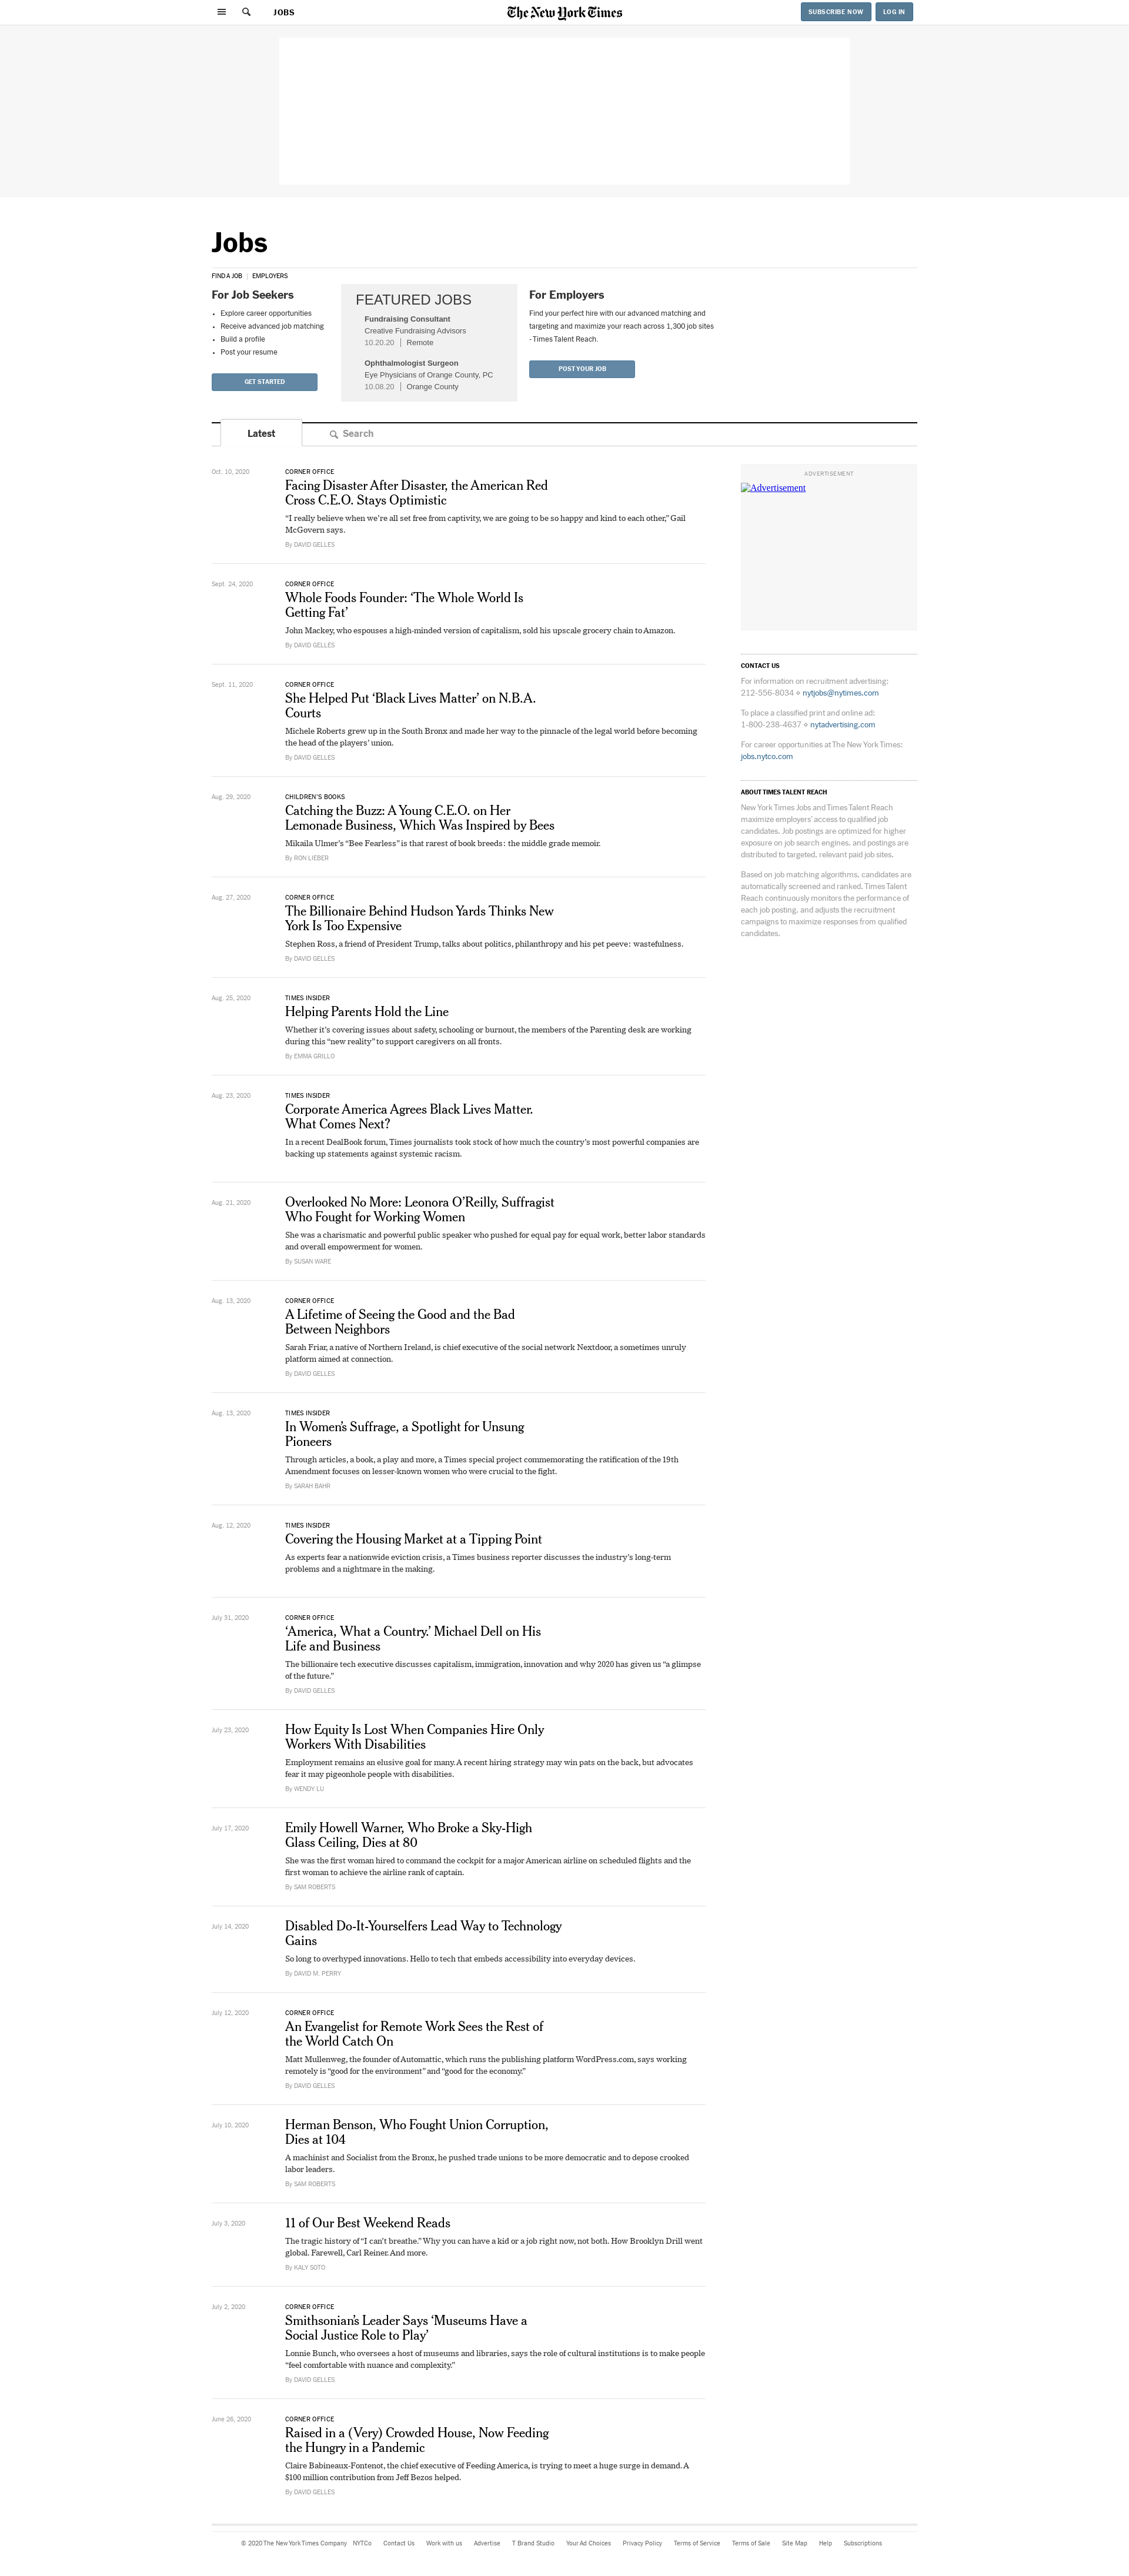 JOBS
The New York Times
SUBSCRIBE NOW
LOG IN
Jobs
FIND A JOB | EMPLOYERS
For Job Seekers
• Explore career opportunities
• Receive advanced job matching
• Build a profile
• Post your resume
GET STARTED
FEATURED JOBS
Fundraising Consultant
Creative Fundraising Advisors
10.20.20 | Remote
Ophthalmologist Surgeon
Eye Physicians of Orange County, PC
10.08.20 | Orange County
For Employers
Find your perfect hire with our advanced matching and
targeting and maximize your reach across 1,300 job sites
- Times Talent Reach.
POST YOUR JOB
Latest
Search
Oct. 10, 2020
CORNER OFFICE
Facing Disaster After Disaster, the American Red
Cross C.E.O. Stays Optimistic
“I really believe when we’re all set free from captivity, we are going to be so happy and kind to each other,” Gail
McGovern says.
By DAVID GELLES
Sept. 24, 2020
CORNER OFFICE
Whole Foods Founder: ‘The Whole World Is
Getting Fat’
John Mackey, who espouses a high-minded version of capitalism, sold his upscale grocery chain to Amazon.
By DAVID GELLES
Sept. 11, 2020
CORNER OFFICE
She Helped Put ‘Black Lives Matter’ on N.B.A.
Courts
Michele Roberts grew up in the South Bronx and made her way to the pinnacle of the legal world before becoming
the head of the players’ union.
By DAVID GELLES
Aug. 29, 2020
CHILDREN’S BOOKS
Catching the Buzz: A Young C.E.O. on Her
Lemonade Business, Which Was Inspired by Bees
Mikaila Ulmer’s “Bee Fearless” is that rarest of book breeds: the middle grade memoir.
By RON LIEBER
Aug. 27, 2020
CORNER OFFICE
The Billionaire Behind Hudson Yards Thinks New
York Is Too Expensive
Stephen Ross, a friend of President Trump, talks about politics, philanthropy and his pet peeve: wastefulness.
By DAVID GELLES
Aug. 25, 2020
TIMES INSIDER
Helping Parents Hold the Line
Whether it’s covering issues about safety, schooling or burnout, the members of the Parenting desk are working
during this “new reality” to support caregivers on all fronts.
By EMMA GRILLO
Aug. 23, 2020
TIMES INSIDER
Corporate America Agrees Black Lives Matter.
What Comes Next?
In a recent DealBook forum, Times journalists took stock of how much the country’s most powerful companies are
backing up statements against systemic racism.
Aug. 21, 2020
Overlooked No More: Leonora O’Reilly, Suffragist
Who Fought for Working Women
She was a charismatic and powerful public speaker who pushed for equal pay for equal work, better labor standards
and overall empowerment for women.
By SUSAN WARE
Aug. 13, 2020
CORNER OFFICE
A Lifetime of Seeing the Good and the Bad
Between Neighbors
Sarah Friar, a native of Northern Ireland, is chief executive of the social network Nextdoor, a sometimes unruly
platform aimed at connection.
By DAVID GELLES
Aug. 13, 2020
TIMES INSIDER
In Women’s Suffrage, a Spotlight for Unsung
Pioneers
Through articles, a book, a play and more, a Times special project commemorating the ratification of the 19th
Amendment focuses on lesser-known women who were crucial to the fight.
By SARAH BAHR
Aug. 12, 2020
TIMES INSIDER
Covering the Housing Market at a Tipping Point
As experts fear a nationwide eviction crisis, a Times business reporter discusses the industry’s long-term
problems and a nightmare in the making.
July 31, 2020
CORNER OFFICE
‘America, What a Country.’ Michael Dell on His
Life and Business
The billionaire tech executive discusses capitalism, immigration, innovation and why 2020 has given us “a glimpse
of the future.”
By DAVID GELLES
July 23, 2020
How Equity Is Lost When Companies Hire Only
Workers With Disabilities
Employment remains an elusive goal for many. A recent hiring strategy may win pats on the back, but advocates
fear it may pigeonhole people with disabilities.
By WENDY LU
July 17, 2020
Emily Howell Warner, Who Broke a Sky-High
Glass Ceiling, Dies at 80
She was the first woman hired to command the cockpit for a major American airline on scheduled flights and the
first woman to achieve the airline rank of captain.
By SAM ROBERTS
July 14, 2020
Disabled Do-It-Yourselfers Lead Way to Technology
Gains
So long to overhyped innovations. Hello to tech that embeds accessibility into everyday devices.
By DAVID M. PERRY
July 12, 2020
CORNER OFFICE
An Evangelist for Remote Work Sees the Rest of
the World Catch On
Matt Mullenweg, the founder of Automattic, which runs the publishing platform WordPress.com, says working
remotely is “good for the environment” and “good for the economy.”
By DAVID GELLES
July 10, 2020
Herman Benson, Who Fought Union Corruption,
Dies at 104
A machinist and Socialist from the Bronx, he pushed trade unions to be more democratic and to depose crooked
labor leaders.
By SAM ROBERTS
July 3, 2020
11 of Our Best Weekend Reads
The tragic history of “I can’t breathe.” Why you can have a kid or a job right now, not both. How Brooklyn Drill went
global. Farewell, Carl Reiner. And more.
By KALY SOTO
July 2, 2020
CORNER OFFICE
Smithsonian’s Leader Says ‘Museums Have a
Social Justice Role to Play’
Lonnie Bunch, who oversees a host of museums and libraries, says the role of cultural institutions is to make people
“feel comfortable with nuance and complexity.”
By DAVID GELLES
June 26, 2020
CORNER OFFICE
Raised in a (Very) Crowded House, Now Feeding
the Hungry in a Pandemic
Claire Babineaux-Fontenot, the chief executive of Feeding America, is trying to meet a huge surge in demand. A
$100 million contribution from Jeff Bezos helped.
By DAVID GELLES
ADVERTISEMENT
Advertisement
CONTACT US
For information on recruitment advertising:
212-556-8034 ⋄ nytjobs@nytimes.com
To place a classified print and online ad:
1-800-238-4637 ⋄ nytadvertising.com
For career opportunities at The New York Times:
jobs.nytco.com
ABOUT TIMES TALENT REACH
New York Times Jobs and Times Talent Reach
maximize employers’ access to qualified job
candidates. Job postings are optimized for higher
exposure on job search engines, and postings are
distributed to targeted, relevant paid job sites.
Based on job matching algorithms, candidates are
automatically screened and ranked. Times Talent
Reach continuously monitors the performance of
each job posting, and adjusts the recruitment
campaigns to maximize responses from qualified
candidates.
© 2020 The New York Times Company NYTCo Contact Us Work with us Advertise T Brand Studio Your Ad Choices Privacy Policy Terms of Service Terms of Sale Site Map Help Subscriptions